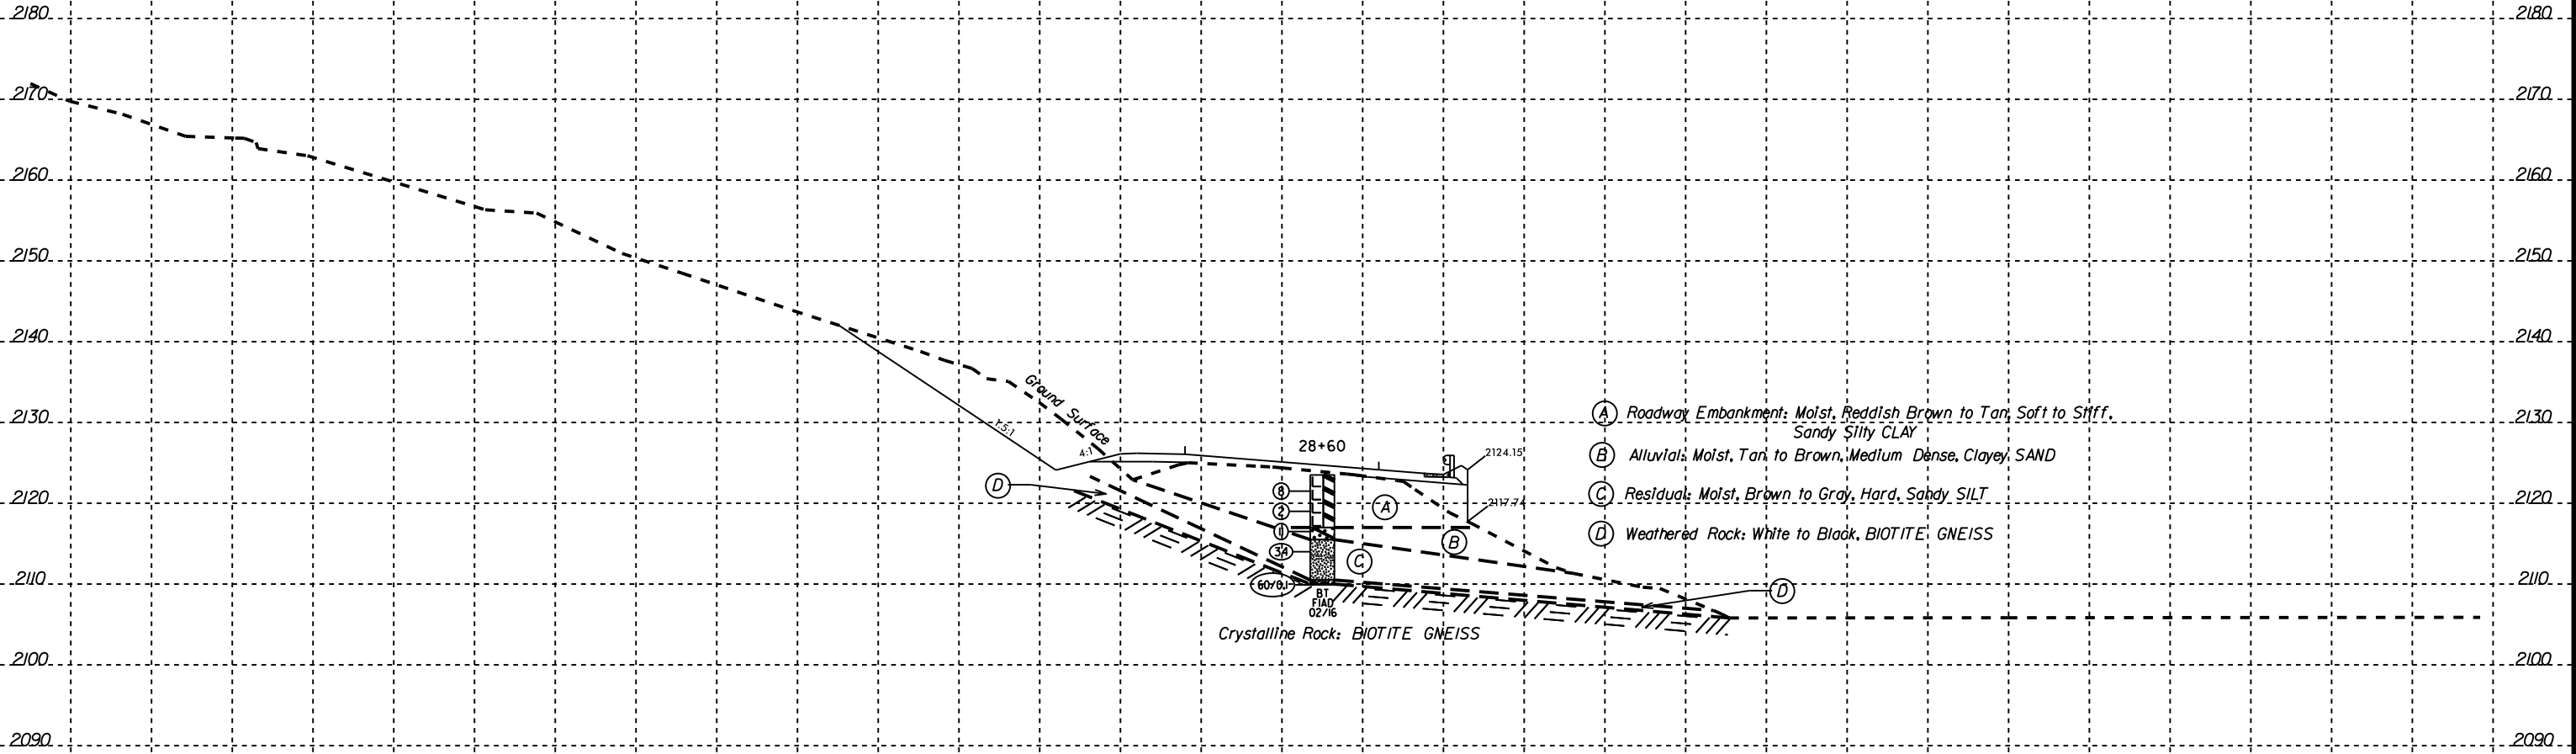 2180 2180
2170 2170
2160 2160
2150 2150
2140 2140
Ground Surface
2130 2130
A Roadway Embankment: Moist, Reddish Brown to Tan, Soft to Stiff,
Sandy Silty CLAY
1.5:1
4:1
28+60
2124.15
B Alluvial: Moist, Tan to Brown, Medium Dense, Clayey SAND
D
8
C Residual: Moist, Brown to Gray, Hard, Sandy SILT
2120 2120
2
A
2117.74
1
B
D Weathered Rock: White to Black, BIOTITE GNEISS
34
C
2110 2110
60/0.1
D
BT
FIAD
02/16
Crystalline Rock: BIOTITE GNEISS
2100 2100
2090 2090